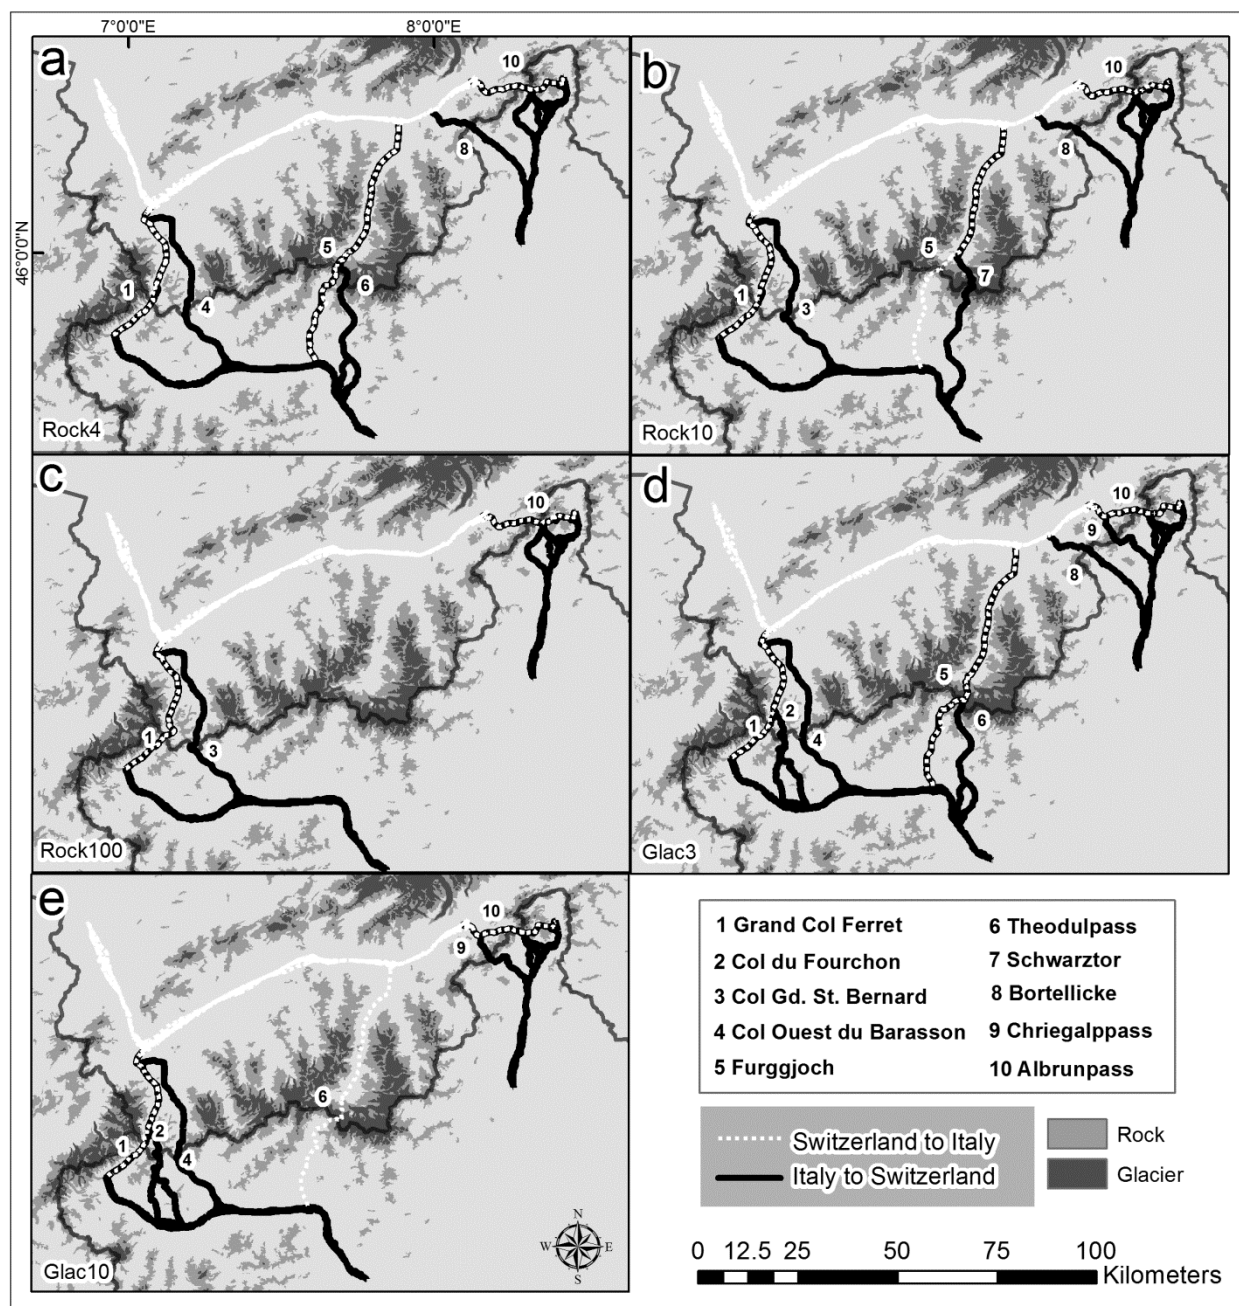 7°0'0"E 8°0'0"E
46°0'0"N
a
10
8
5
1
6
4
Rock4
b
10
8
5
7
1
3
Rock10
c
10
1
3
Rock100
d
10
9
8
5
2
1
6
4
Glac3
e
10
9
6
2
1
4
Glac10
N
W E
S
1 Grand Col Ferret
2 Col du Fourchon
3 Col Gd. St. Bernard
4 Col Ouest du Barasson
5 Furggjoch
6 Theodulpass
7 Schwarztor
8 Bortellicke
9 Chriegalppass
10 Albrunpass
Switzerland to Italy
Italy to Switzerland
Rock
Glacier
0 12.5 25 50 75 100
Kilometers